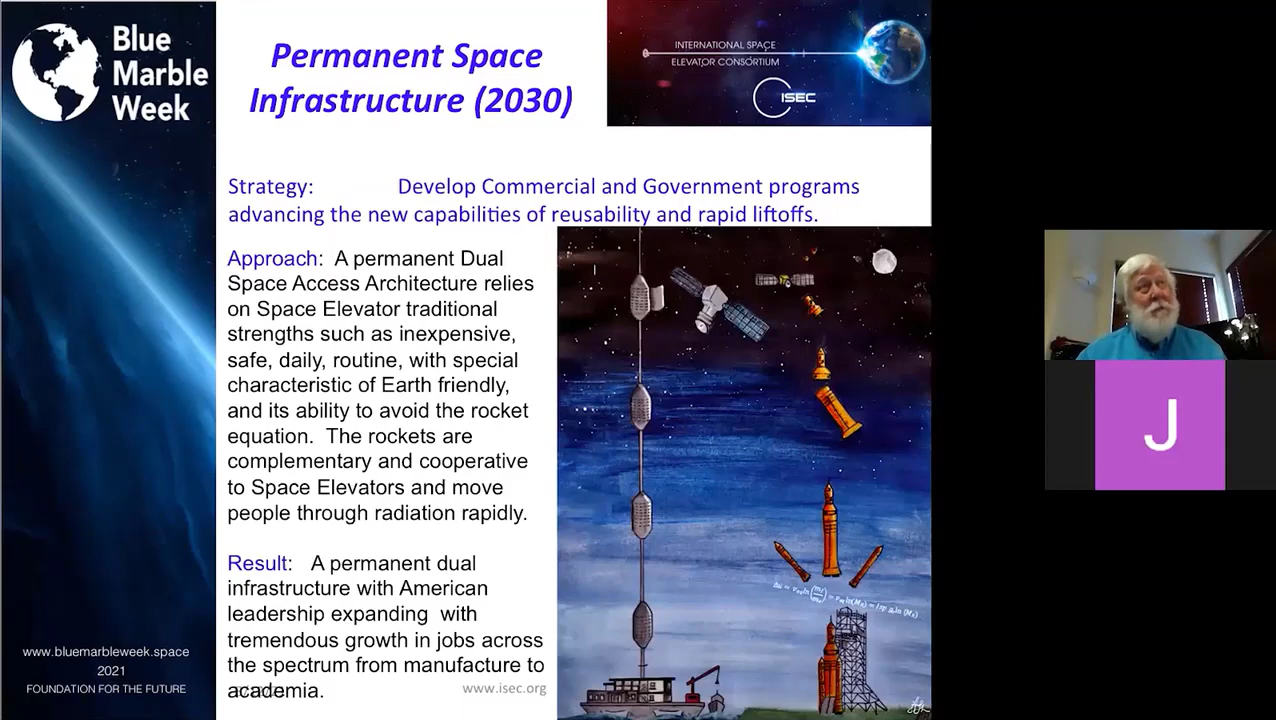 Blue
Marble
Week
Permanent Space
Infrastructure (2030)
INTERNATIONAL SPACE
ELEVATOR CONSORTIUM
ISEC
Strategy: Develop Commercial and Government programs
advancing the new capabilities of reusability and rapid liftoffs.
Approach: A permanent Dual
Space Access Architecture relies
on Space Elevator traditional
strengths such as inexpensive,
safe, daily, routine, with special
characteristic of Earth friendly,
and its ability to avoid the rocket
equation. The rockets are
complementary and cooperative
to Space Elevators and move
people through radiation rapidly.
Result: A permanent dual
infrastructure with American
leadership expanding with
tremendous growth in jobs across
the spectrum from manufacture to
academia.
www.isec.org
www.bluemarbleweek.space
2021
FOUNDATION FOR THE FUTURE
J